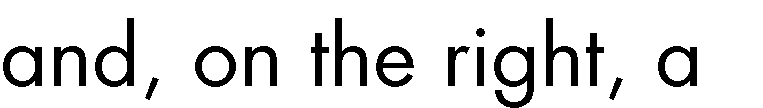 and, on the right, a